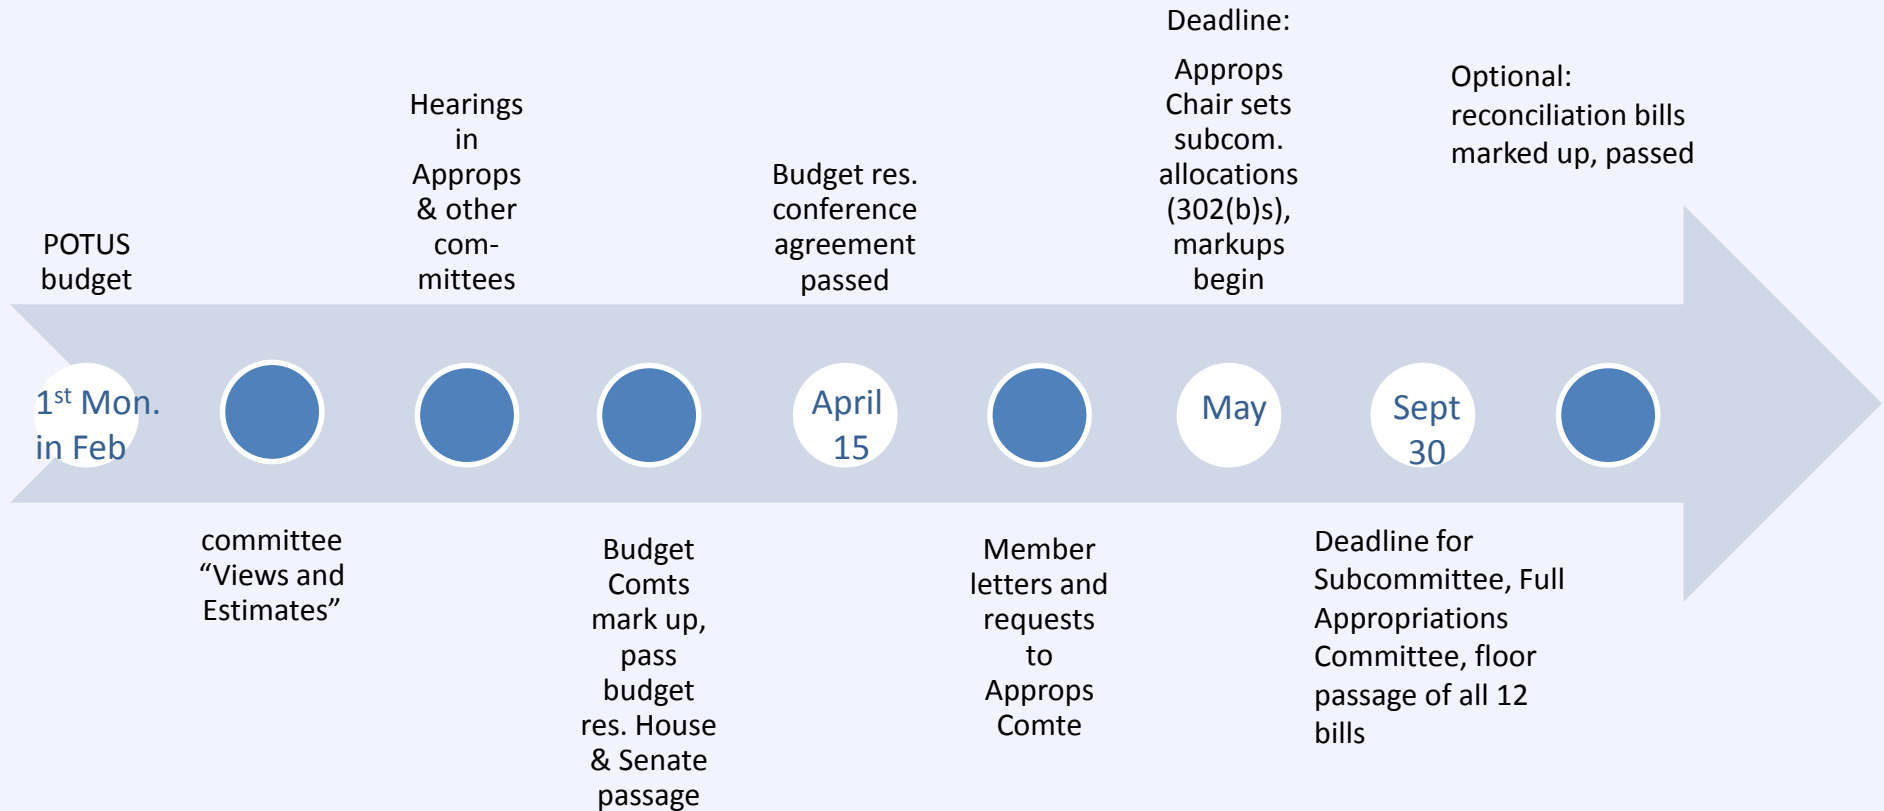 POTUS
budget
Hearings
in
Approps
& other
com-
mittees
Budget res.
conference
agreement
passed
Deadline:
Approps
Chair sets
subcom.
allocations
(302(b)s),
markups
begin
Optional:
reconciliation bills
marked up, passed
1st Mon.
in Feb
April
15
May
Sept
30
committee
“Views and
Estimates”
Budget
Comts
mark up,
pass
budget
res. House
& Senate
passage
Member
letters and
requests
to
Approps
Comte
Deadline for
Subcommittee, Full
Appropriations
Committee, floor
passage of all 12
bills